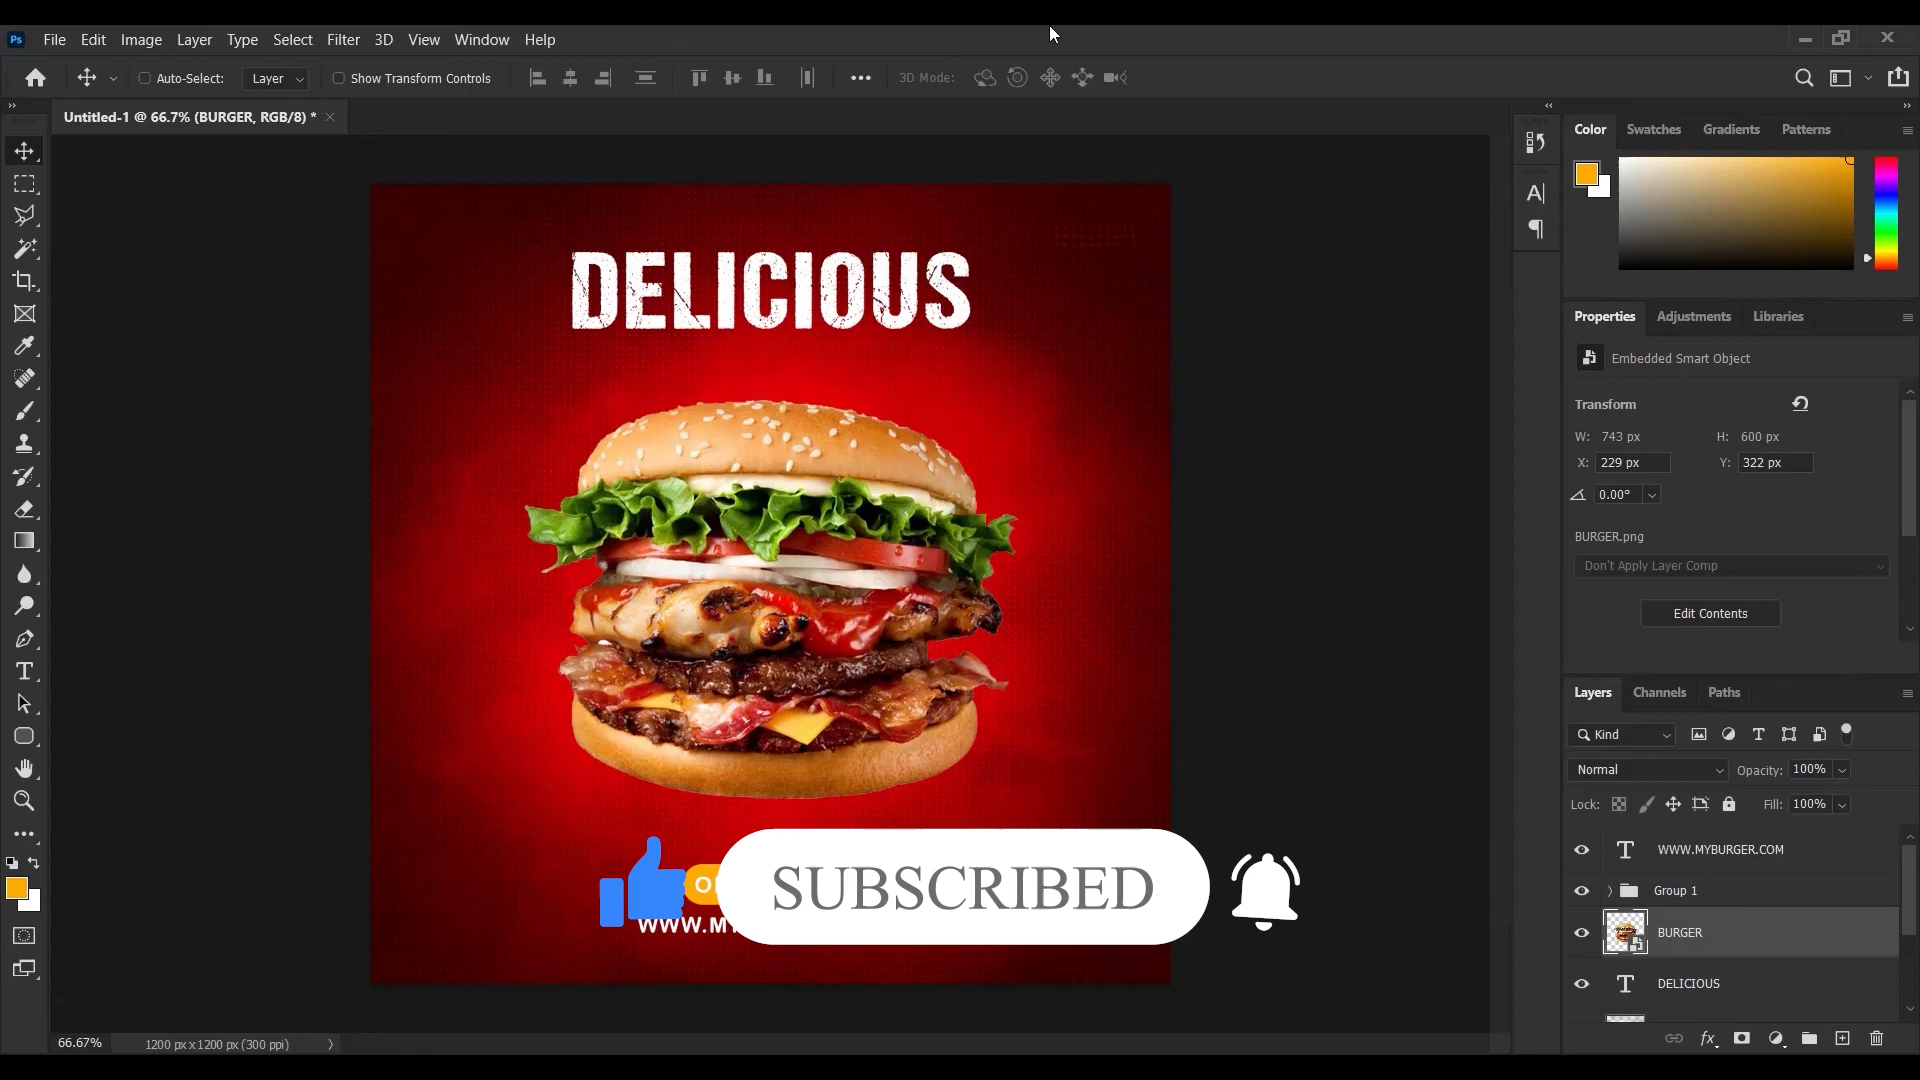 Ps File Edit Image Layer Type Select Filter 3D View Window Help
Auto-Select: Layer Show Transform Controls 3D Mode:
Untitled-1 @ 66.7% (BURGER, RGB/8) *
Color Swatches Gradients Patterns
DELICIOUS
Properties Adjustments Libraries
Embedded Smart Object
Transform
W: 743 px H: 600 px
X: 229 px Y: 322 px
0.00°
BURGER.png
Don't Apply Layer Comp
Edit Contents
Layers Channels Paths
Kind
Normal Opacity: 100%
Lock: Fill: 100%
WWW.MYBURGER.COM
Group 1
BURGER
DELICIOUS
fx
SUBSCRIBED
WWW.MY
66.67% 1200 px x 1200 px (300 ppi)